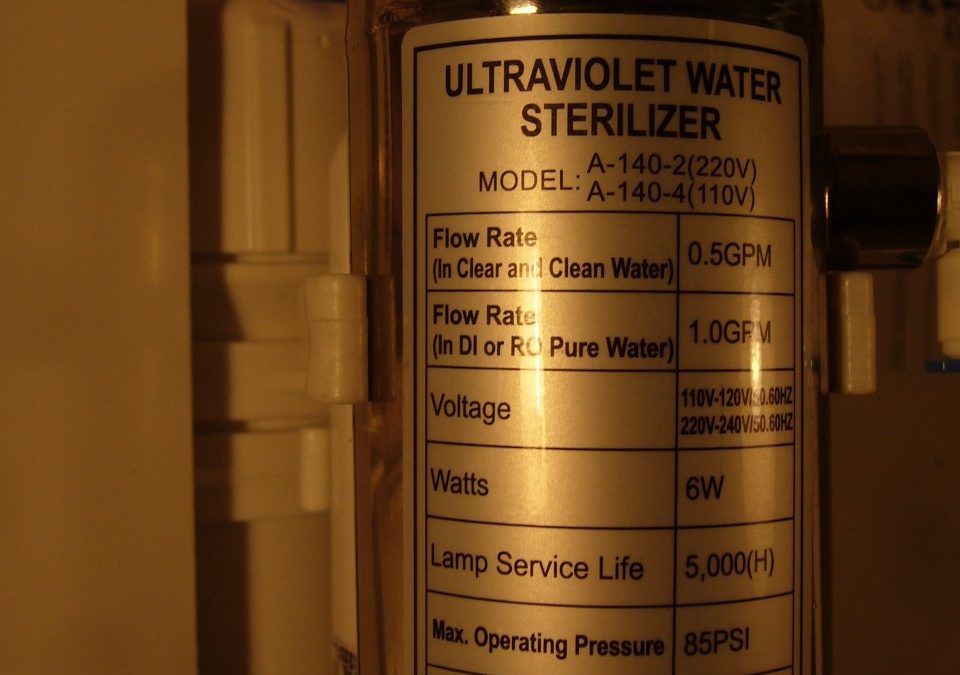 ULTRAVIOLET WATER
STERILIZER
MODEL: A-140-2(220V)
A-140-4(110V)
Flow Rate
(In Clear and Clean Water) 0.5GPM
Flow Rate
(In DI or RO Pure Water) 1.0GPM
Voltage 110V-120V/50.60HZ
220V-240V/50.60HZ
Watts 6W
Lamp Service Life 5,000(H)
Max. Operating Pressure 85PSI